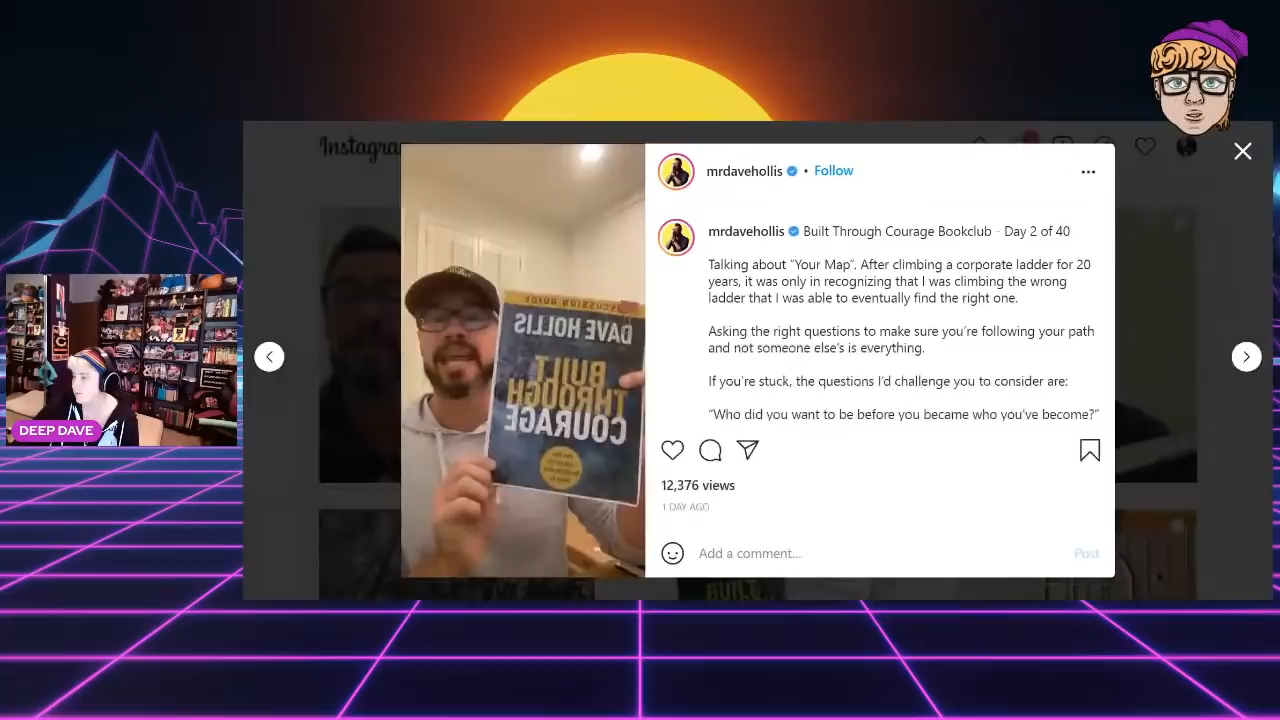 Instagra
mrdavehollis • Follow
mrdavehollis Built Through Courage Bookclub - Day 2 of 40
Talking about "Your Map". After climbing a corporate ladder for 20
years, it was only in recognizing that I was climbing the wrong
ladder that I was able to eventually find the right one.
Asking the right questions to make sure you're following your path
and not someone else's is everything.
If you're stuck, the questions I'd challenge you to consider are:
"Who did you want to be before you became who you've become?"
12,376 views
1 DAY AGO
Add a comment...
Post
DISCUSSION GUIDE
DAVE HOLLIS
BUILT
THROUGH
COURAGE
DEEP DAVE
BUILT